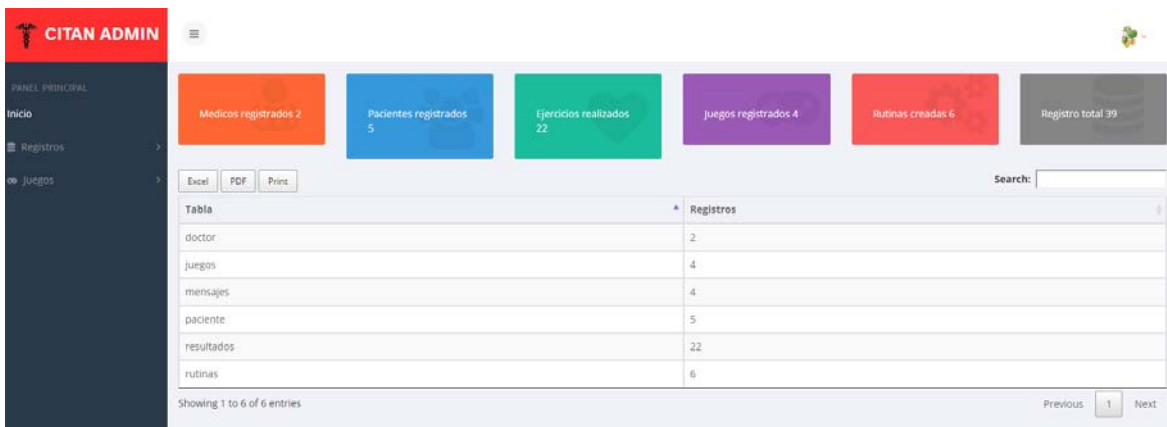 CITAN ADMIN
PANEL PRINCIPAL
Inicio
Registros
Juegos
Medicos registrados 2
Pacientes registrados
5
Ejercicios realizados
22
Juegos registrados 4
Rutinas creadas 6
Registro total 39
Excel PDF Print
Search:
Tabla Registros
doctor 2
juegos 4
mensajes 4
paciente 5
resultados 22
rutinas 6
Showing 1 to 6 of 6 entries
Previous 1 Next